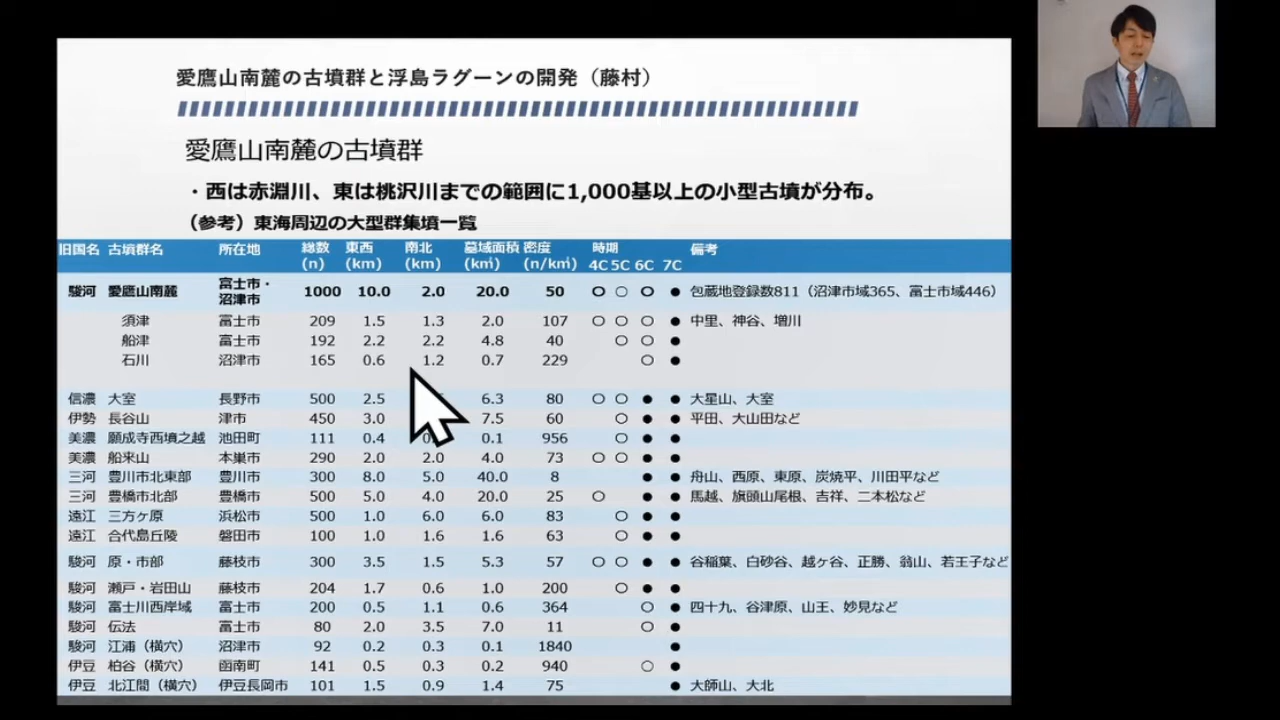 愛鷹山南麓の古墳群と浮島ラグーンの開発（藤村）
愛鷹山南麓の古墳群
・西は赤淵川、東は桃沢川までの範囲に1,000基以上の小型古墳が分布。
（参考）東海周辺の大型群集墳一覧
旧国名 古墳群名 所在地 総数(n) 東西(km) 南北(km) 墓域面積(k㎡) 密度(n/k㎡) 時期 4C 5C 6C 7C 備考
駿河 愛鷹山南麓 富士市・沼津市 1000 10.0 2.0 20.0 50 ○ ○ ○ ● 包蔵地登録数811（沼津市域365、富士市域446）
須津 富士市 209 1.5 1.3 2.0 107 ○ ○ ○ ● 中里、神谷、増川
船津 富士市 192 2.2 2.2 4.8 40 ○ ○ ●
石川 沼津市 165 0.6 1.2 0.7 229 ○ ●
信濃 大室 長野市 500 2.5 6.3 80 ○ ○ ● ● 大星山、大室
伊勢 長谷山 津市 450 3.0 7.5 60 ○ ● ● 平田、大山田など
美濃 願成寺西墳之越 池田町 111 0.4 0.1 956 ○ ● ●
美濃 船来山 本巣市 290 2.0 2.0 4.0 73 ○ ○ ● ●
三河 豊川市北東部 豊川市 300 8.0 5.0 40.0 8 ● ● 舟山、西原、東原、炭焼平、川田平など
三河 豊橋市北部 豊橋市 500 5.0 4.0 20.0 25 ○ ● ● 馬越、旗頭山尾根、吉祥、二本松など
遠江 三方ヶ原 浜松市 500 1.0 6.0 6.0 83 ○ ● ●
遠江 合代島丘陵 磐田市 100 1.0 1.6 1.6 63 ○ ● ●
駿河 原・市部 藤枝市 300 3.5 1.5 5.3 57 ○ ○ ● ● 谷稲葉、白砂谷、越ヶ谷、正勝、翁山、若王子など
駿河 瀬戸・岩田山 藤枝市 204 1.7 0.6 1.0 200 ○ ● ●
駿河 富士川西岸域 富士市 200 0.5 1.1 0.6 364 ○ ● 四十九、谷津原、山王、妙見など
駿河 伝法 富士市 80 2.0 3.5 7.0 11 ○ ●
駿河 江浦（横穴） 沼津市 92 0.2 0.3 0.1 1840 ●
伊豆 柏谷（横穴） 函南町 141 0.5 0.3 0.2 940 ○ ●
伊豆 北江間（横穴） 伊豆長岡市 101 1.5 0.9 1.4 75 ● 大師山、大北